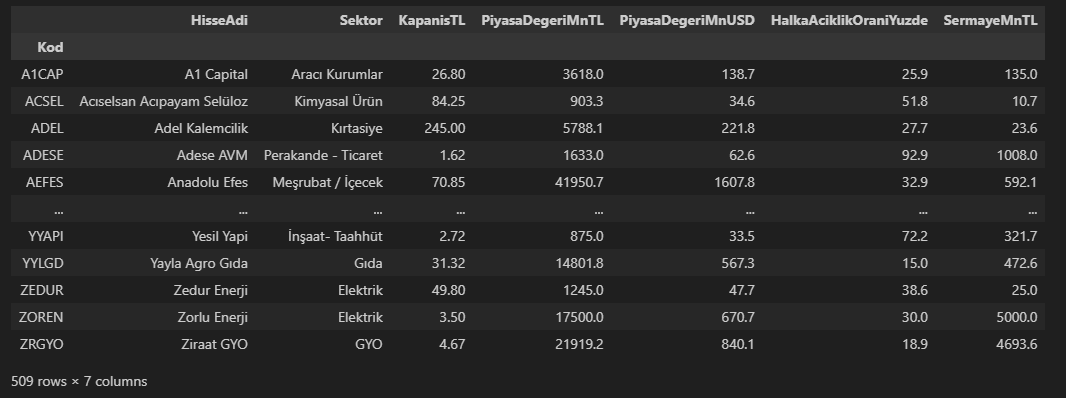 HisseAdi Sektor KapanisTL PiyasaDegeriMnTL PiyasaDegeriMnUSD HalkaAciklikOraniYuzde SermayeMnTL
Kod
A1CAP A1 Capital Aracı Kurumlar 26.80 3618.0 138.7 25.9 135.0
ACSEL Acıselsan Acıpayam Selüloz Kimyasal Ürün 84.25 903.3 34.6 51.8 10.7
ADEL Adel Kalemcilik Kırtasiye 245.00 5788.1 221.8 27.7 23.6
ADESE Adese AVM Perakande - Ticaret 1.62 1633.0 62.6 92.9 1008.0
AEFES Anadolu Efes Meşrubat / İçecek 70.85 41950.7 1607.8 32.9 592.1
... ... ... ... ... ... ... ...
YYAPI Yesil Yapi İnşaat- Taahhüt 2.72 875.0 33.5 72.2 321.7
YYLGD Yayla Agro Gıda Gıda 31.32 14801.8 567.3 15.0 472.6
ZEDUR Zedur Enerji Elektrik 49.80 1245.0 47.7 38.6 25.0
ZOREN Zorlu Enerji Elektrik 3.50 17500.0 670.7 30.0 5000.0
ZRGYO Ziraat GYO GYO 4.67 21919.2 840.1 18.9 4693.6
509 rows × 7 columns